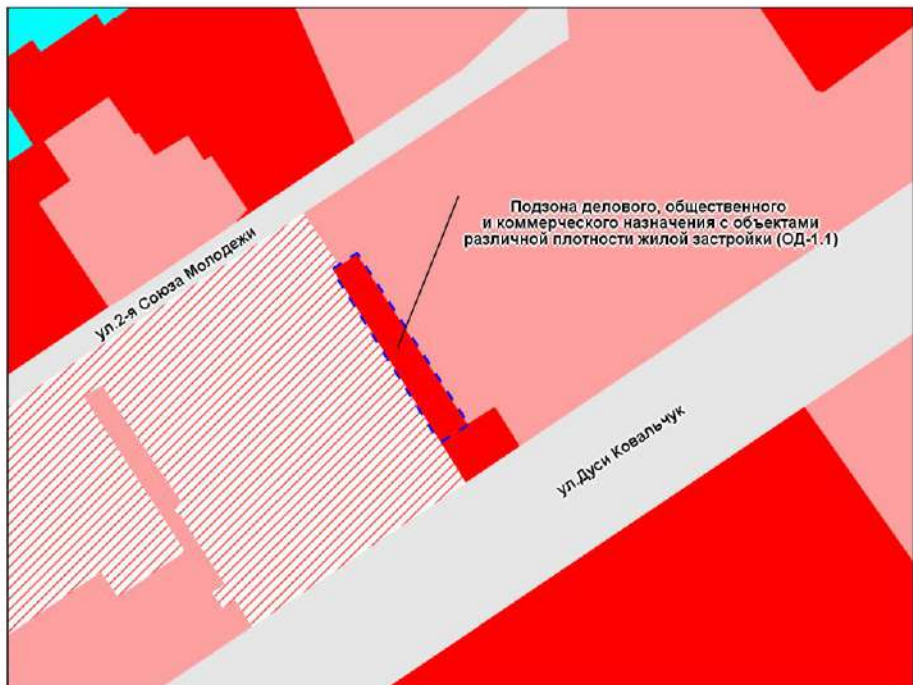 Подзона делового, общественного
и коммерческого назначения с объектами
различной плотности жилой застройки (ОД-1.1)
ул.2-я Союза Молодежи
ул.Дуси Ковальчук